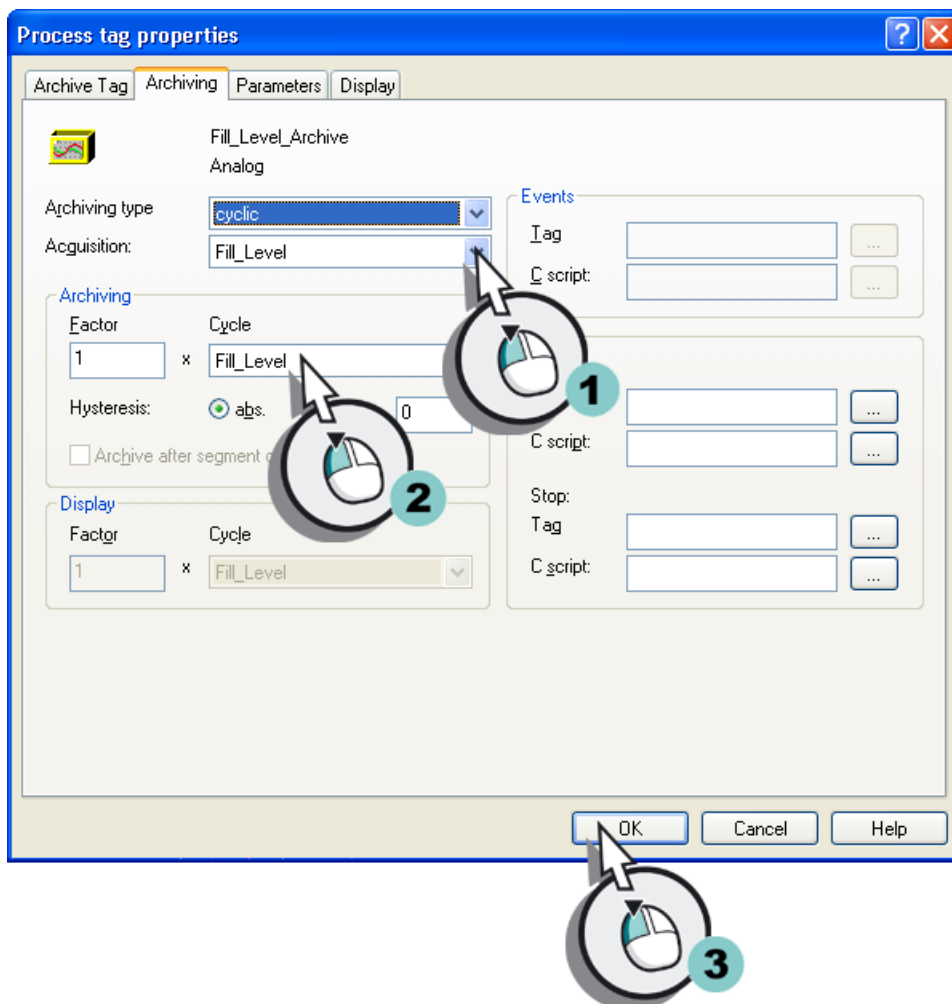 Process tag properties
Archive Tag Archiving Parameters Display
Fill_Level_Archive
Analog
Archiving type cyclic
Acquisition: Fill_Level
Events
Tag ...
C script: ...
Archiving
Factor Cycle
1 x Fill_Level
Hysteresis: abs. 0
Archive after segment
1
2
...
C script: ...
Stop:
Tag ...
C script: ...
Display
Factor Cycle
1 x Fill_Level
OK Cancel Help
3